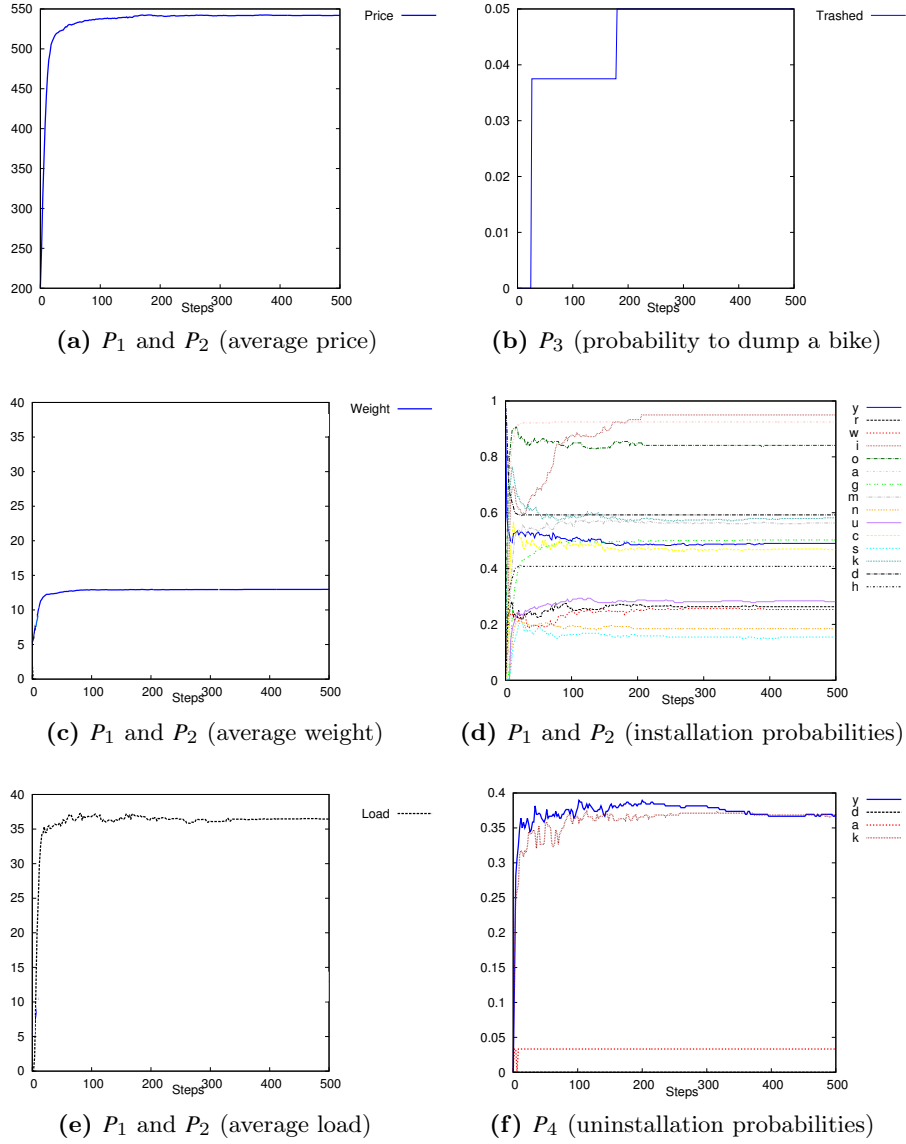 550
500
450
400
350
300
250
200
0 100 200 300 400 500
Steps
Price
(a) P1 and P2 (average price)
0.05
0.04
0.04
0.03
0.03
0.02
0.01
0.01
0
0 100 200 300 400 500
Steps
Trashed
(b) P3 (probability to dump a bike)
40
35
30
25
20
15
10
5
0
0 100 200 300 400 500
Steps
Weight
(c) P1 and P2 (average weight)
1
0.8
0.6
0.4
0.2
0
0 100 200 300 400 500
Steps
y
r
w
i
o
a
g
m
n
u
c
s
k
d
h
(d) P1 and P2 (installation probabilities)
40
35
30
25
20
15
10
5
0
0 100 200 300 400 500
Steps
Load
(e) P1 and P2 (average load)
0.4
0.35
0.3
0.25
0.2
0.15
0.1
0.05
0
0 100 200 300 400 500
Steps
y
d
a
k
(f) P4 (uninstallation probabilities)